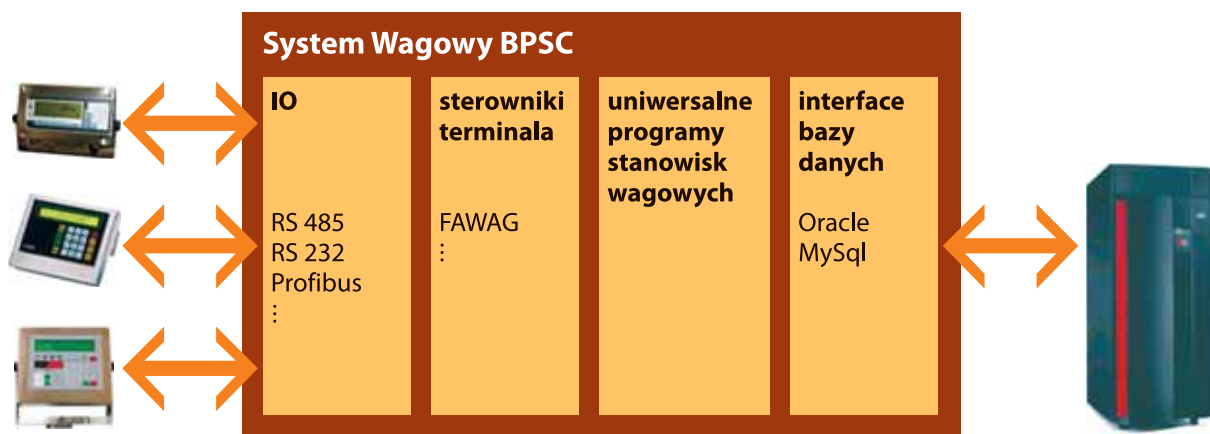 System Wagowy BPSC
IO
RS 485
RS 232
Profibus
⋮
sterowniki
terminala
FAWAG
⋮
uniwersalne
programy
stanowisk
wagowych
interface
bazy
danych
Oracle
MySql